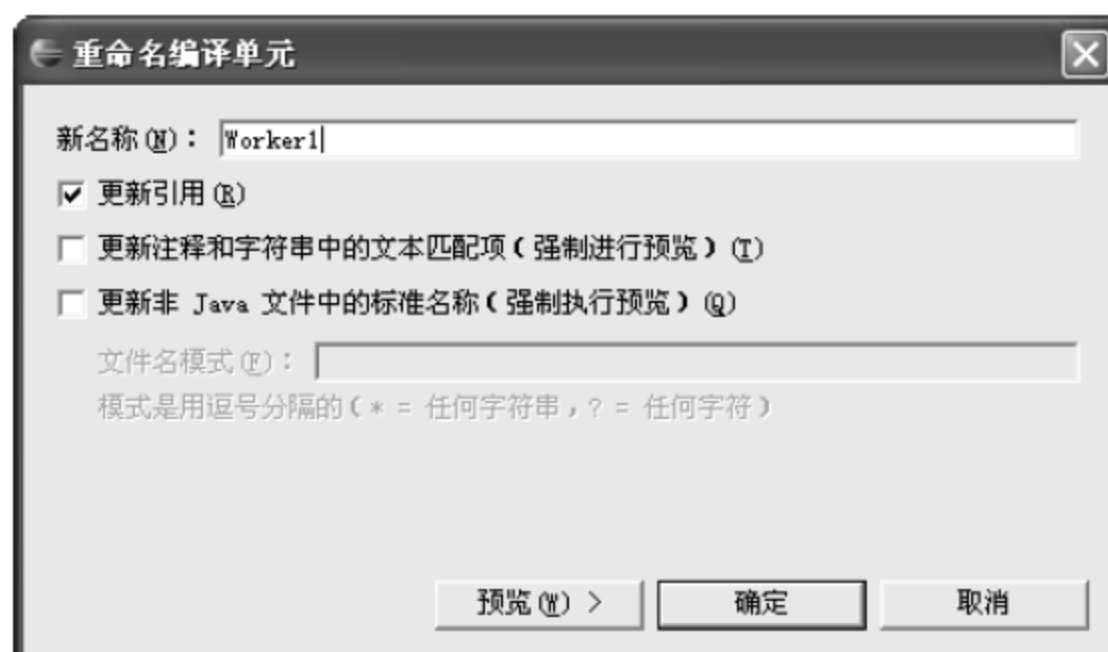 重命名编译单元
新名称(N): Worker1
更新引用(R)
更新注释和字符串中的文本匹配项(强制进行预览)(T)
更新非 Java 文件中的标准名称(强制执行预览)(Q)
文件名模式(F):
模式是用逗号分隔的(* = 任何字符串,? = 任何字符)
预览(W) > 确定 取消